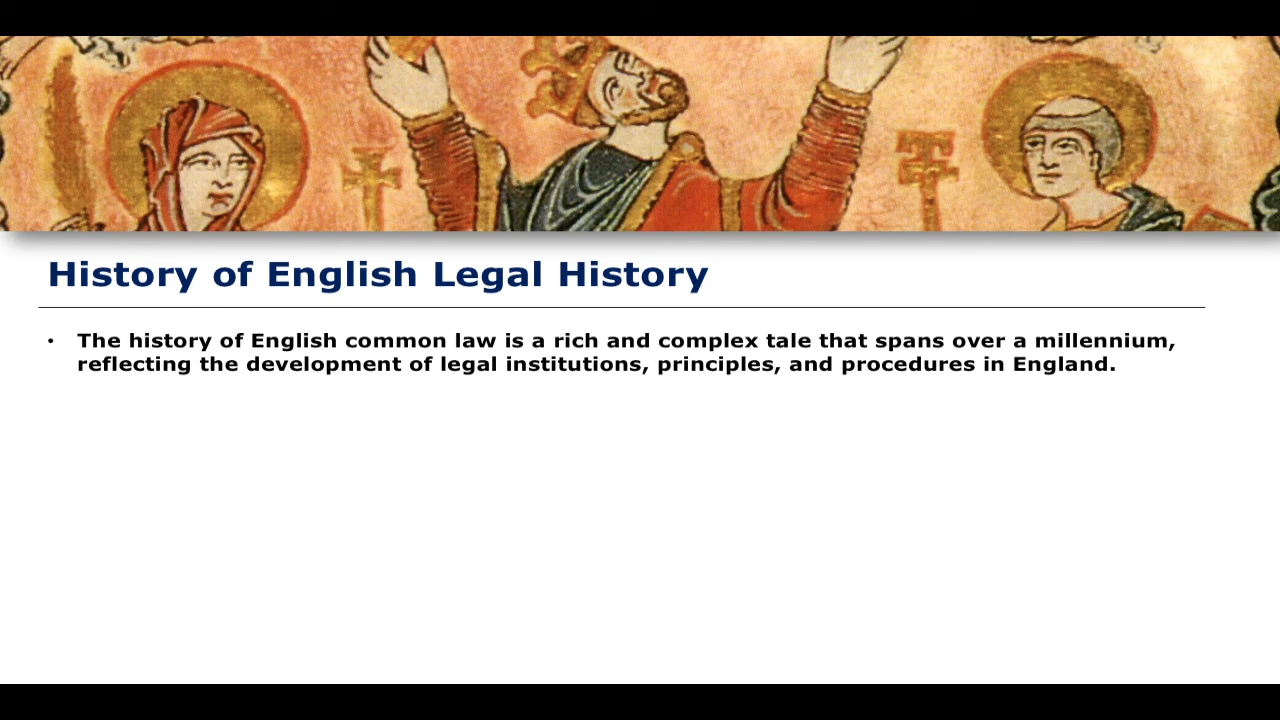 History of English Legal History
• The history of English common law is a rich and complex tale that spans over a millennium,
reflecting the development of legal institutions, principles, and procedures in England.